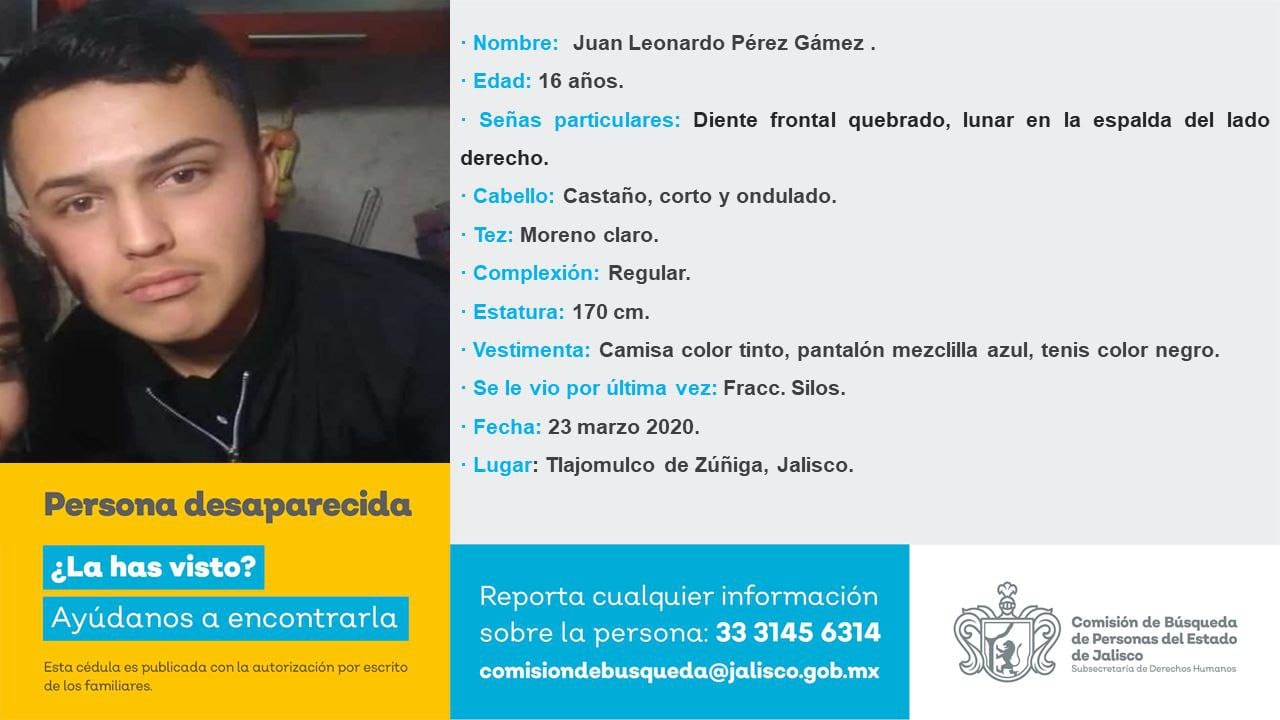 · Nombre: Juan Leonardo Pérez Gámez .
· Edad: 16 años.
· Señas particulares: Diente frontal quebrado, lunar en la espalda del lado
derecho.
· Cabello: Castaño, corto y ondulado.
· Tez: Moreno claro.
· Complexión: Regular.
· Estatura: 170 cm.
· Vestimenta: Camisa color tinto, pantalón mezclilla azul, tenis color negro.
· Se le vio por última vez: Fracc. Silos.
· Fecha: 23 marzo 2020.
· Lugar: Tlajomulco de Zúñiga, Jalisco.
Persona desaparecida
¿La has visto?
Ayúdanos a encontrarla
Esta cédula es publicada con la autorización por escrito
de los familiares.
Reporta cualquier información
sobre la persona: 33 3145 6314
comisiondebusqueda@jalisco.gob.mx
Comisión de Búsqueda
de Personas del Estado
de Jalisco
Subsecretaría de Derechos Humanos